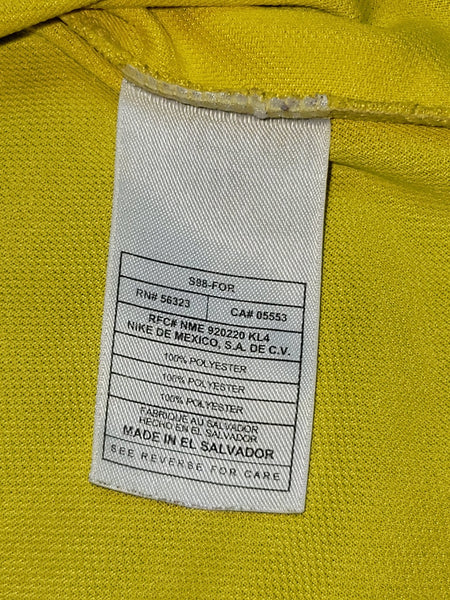 S98-FOR
RN# 56323 CA# 05553
RFC# NME 920220 KL4
NIKE DE MEXICO, S.A. DE C.V.
100% POLYESTER
100% POLYESTER
100% POLYESTER
FABRIQUE AU SALVADOR
HECHO EN EL SALVADOR
MADE IN EL SALVADOR
SEE REVERSE FOR CARE